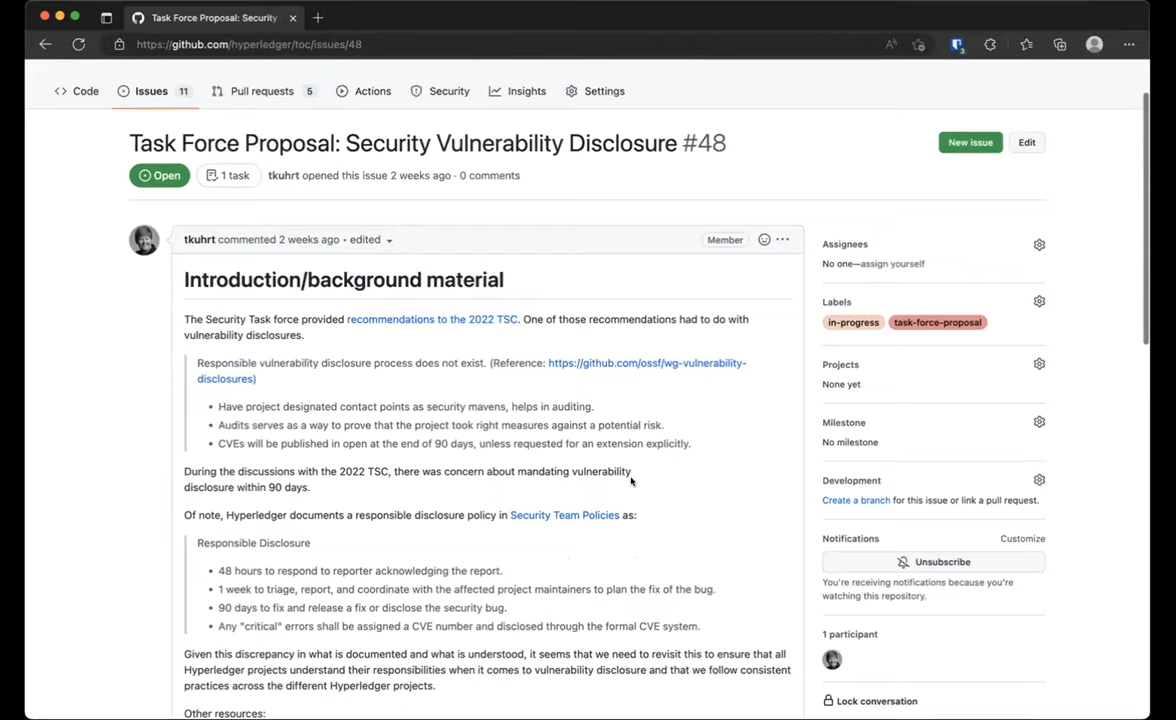 Task Force Proposal: Security
https://github.com/hyperledger/toc/issues/48
Code
Issues 11
Pull requests 5
Actions
Security
Insights
Settings
Task Force Proposal: Security Vulnerability Disclosure #48
New issue
Edit
Open
1 task
tkuhrt opened this issue 2 weeks ago · 0 comments
tkuhrt commented 2 weeks ago • edited
Member
Introduction/background material
The Security Task force provided recommendations to the 2022 TSC. One of those recommendations had to do with
vulnerability disclosures.
Responsible vulnerability disclosure process does not exist. (Reference: https://github.com/ossf/wg-vulnerability-
disclosures)
• Have project designated contact points as security mavens, helps in auditing.
• Audits serves as a way to prove that the project took right measures against a potential risk.
• CVEs will be published in open at the end of 90 days, unless requested for an extension explicitly.
During the discussions with the 2022 TSC, there was concern about mandating vulnerability
disclosure within 90 days.
Of note, Hyperledger documents a responsible disclosure policy in Security Team Policies as:
Responsible Disclosure
• 48 hours to respond to reporter acknowledging the report.
• 1 week to triage, report, and coordinate with the affected project maintainers to plan the fix of the bug.
• 90 days to fix and release a fix or disclose the security bug.
• Any "critical" errors shall be assigned a CVE number and disclosed through the formal CVE system.
Given this discrepancy in what is documented and what is understood, it seems that we need to revisit this to ensure that all
Hyperledger projects understand their responsibilities when it comes to vulnerability disclosure and that we follow consistent
practices across the different Hyperledger projects.
Other resources:
Assignees
No one—assign yourself
Labels
in-progress
task-force-proposal
Projects
None yet
Milestone
No milestone
Development
Create a branch for this issue or link a pull request.
Notifications
Customize
Unsubscribe
You're receiving notifications because you're
watching this repository.
1 participant
Lock conversation